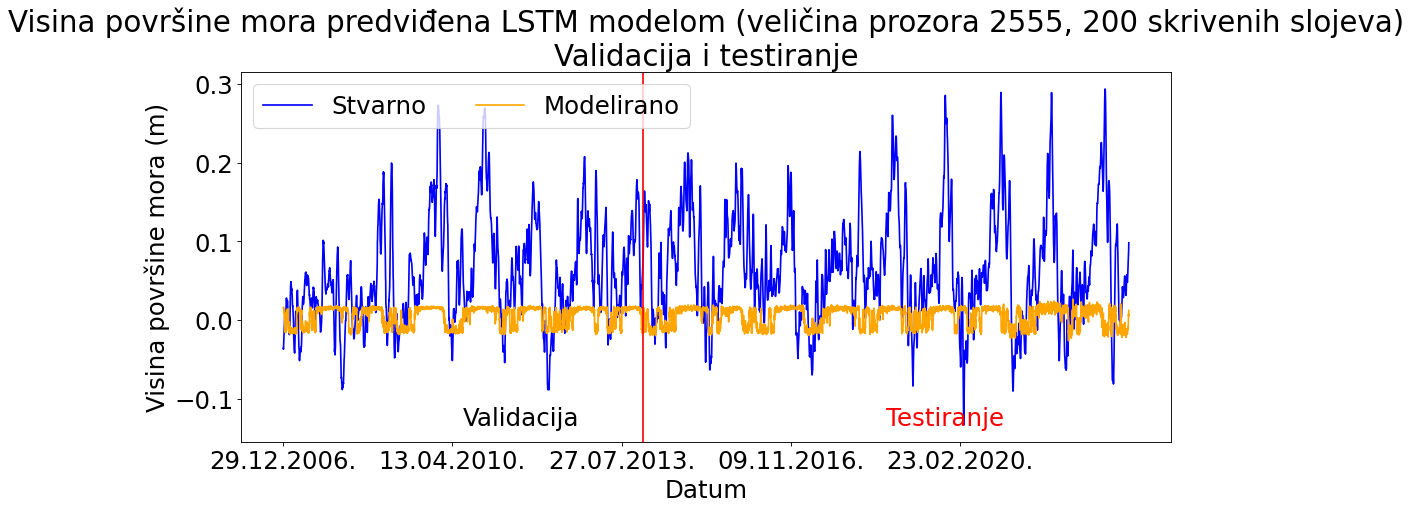 Visina površine mora predviđena LSTM modelom (veličina prozora 2555, 200 skrivenih slojeva)
Validacija i testiranje
Stvarno Modelirano
Visina površine mora (m)
0.3
0.2
0.1
0.0
−0.1
Validacija Testiranje
29.12.2006. 13.04.2010. 27.07.2013. 09.11.2016. 23.02.2020.
Datum